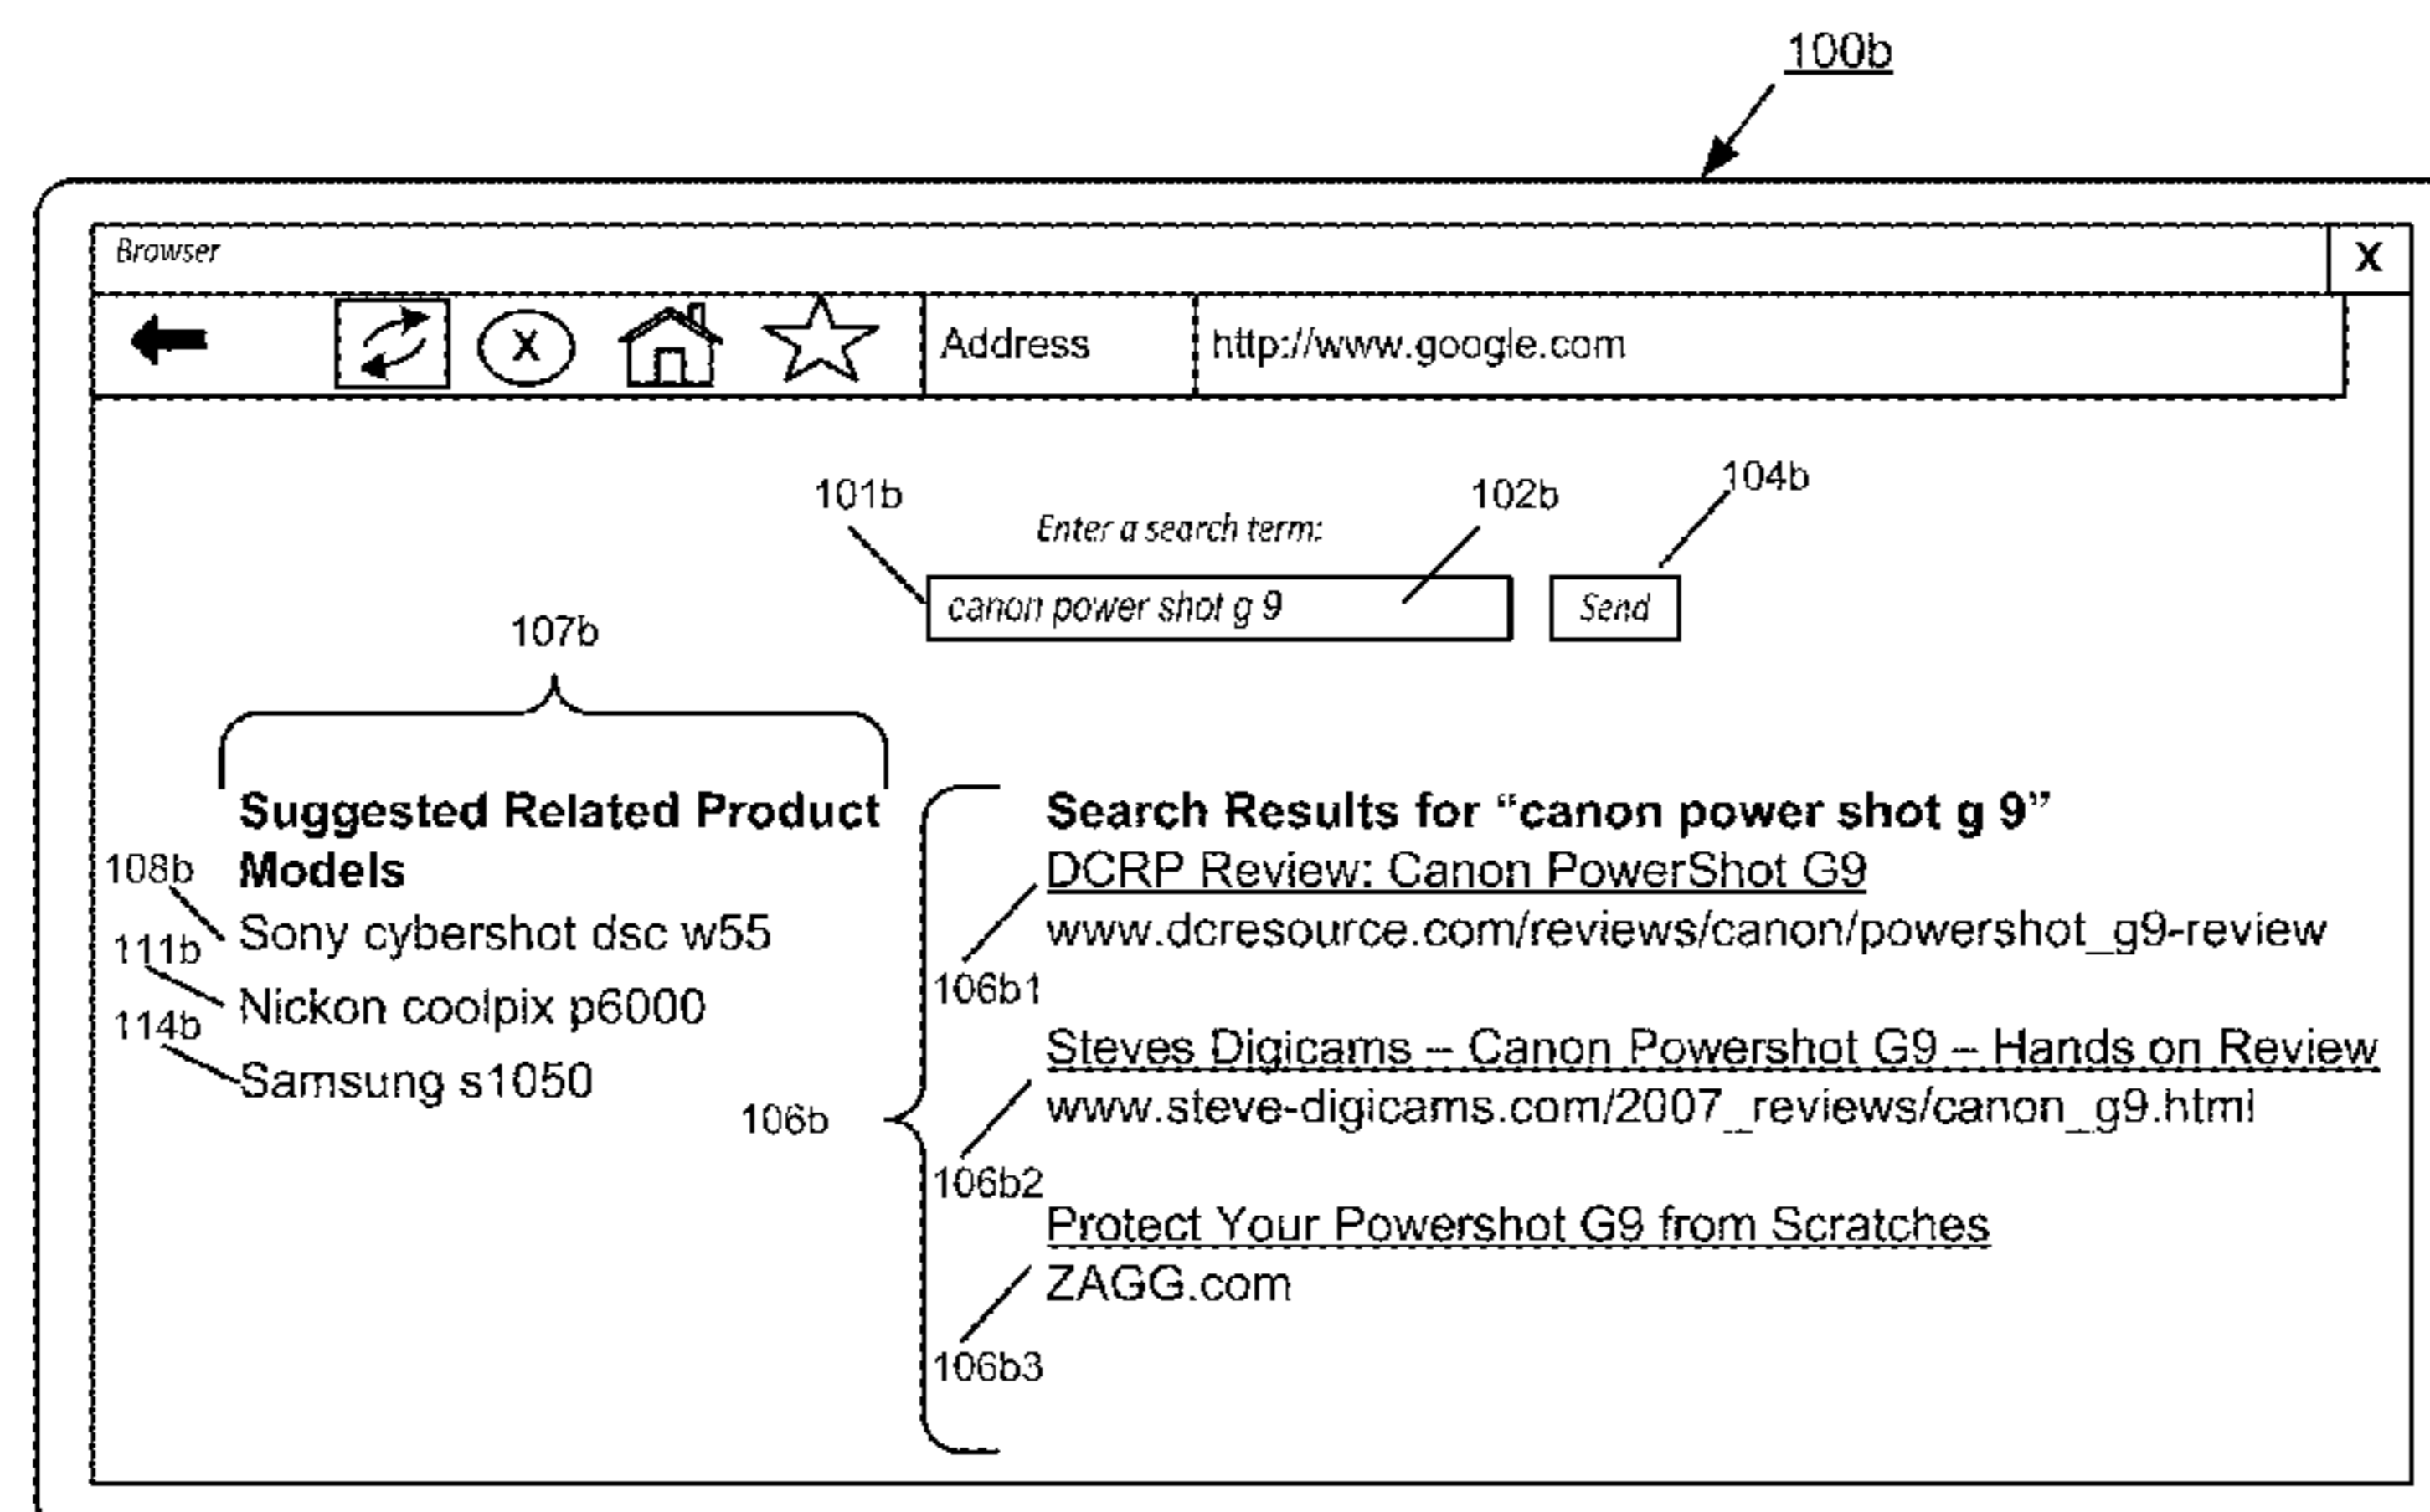 100b
Browser
X
X
Address
http://www.google.com
101b
102b
104b
Enter a search term:
canon power shot g 9
Send
107b
Suggested Related Product
Models
108b
Sony cybershot dsc w55
111b
Nickon coolpix p6000
114b
Samsung s1050
106b
Search Results for “canon power shot g 9”
DCRP Review: Canon PowerShot G9
www.dcresource.com/reviews/canon/powershot_g9-review
106b1
Steves Digicams – Canon Powershot G9 – Hands on Review
www.steve-digicams.com/2007_reviews/canon_g9.html
106b2
Protect Your Powershot G9 from Scratches
ZAGG.com
106b3